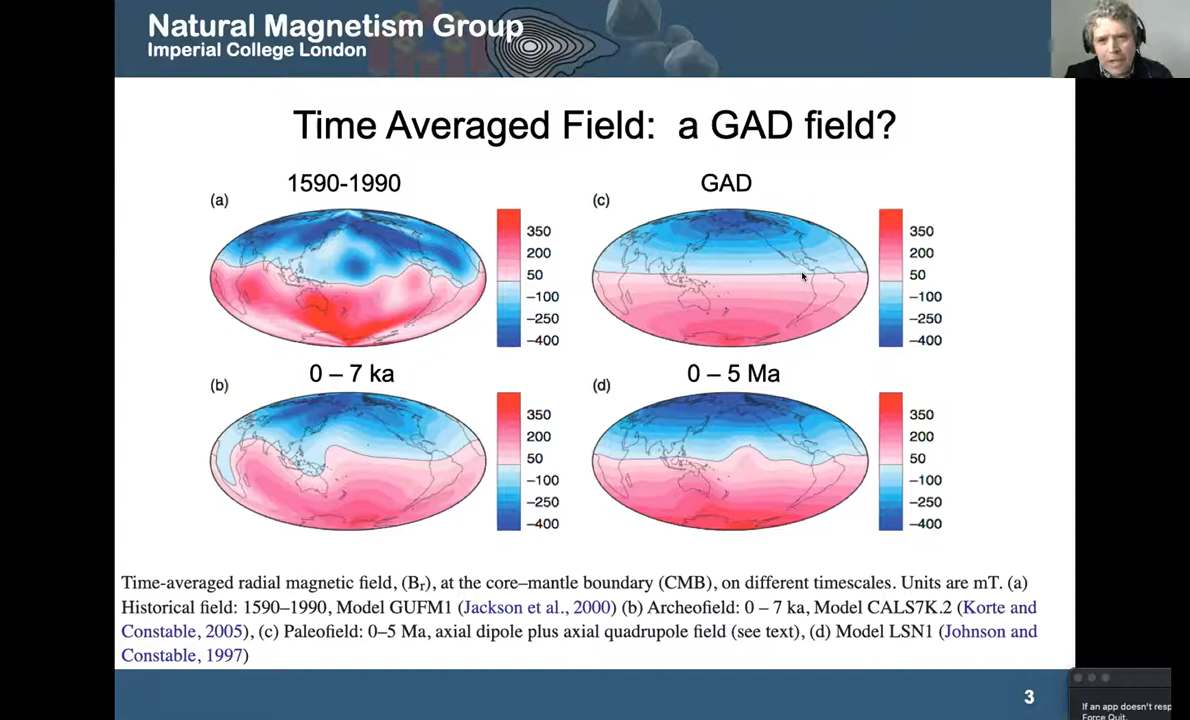 Natural Magnetism Group
Imperial College London
Time Averaged Field: a GAD field?
1590-1990
(a)
350
200
50
−100
−250
−400
GAD
(c)
350
200
50
−100
−250
−400
0 – 7 ka
(b)
350
200
50
−100
−250
−400
0 – 5 Ma
(d)
350
200
50
−100
−250
−400
Time-averaged radial magnetic field, (Br), at the core–mantle boundary (CMB), on different timescales. Units are mT. (a)
Historical field: 1590–1990, Model GUFM1 (Jackson et al., 2000) (b) Archeofield: 0 – 7 ka, Model CALS7K.2 (Korte and
Constable, 2005), (c) Paleofield: 0–5 Ma, axial dipole plus axial quadrupole field (see text), (d) Model LSN1 (Johnson and
Constable, 1997)
3
If an app doesn't resp
Force Quit.